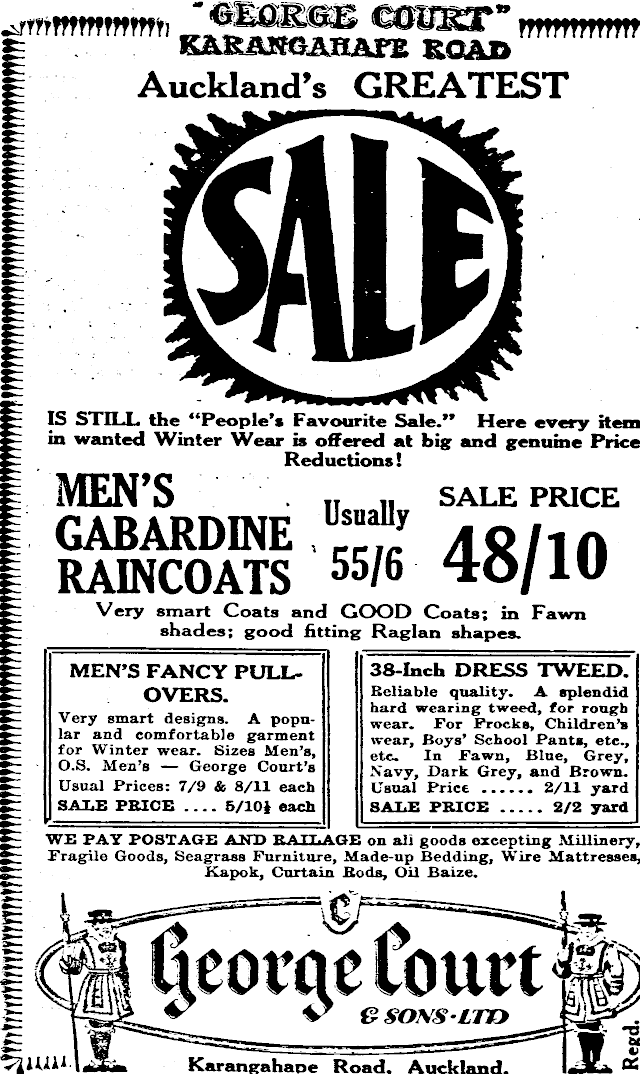 "GEORGE COURT"
KARANGAHAPE ROAD
Auckland's GREATEST
SALE
IS STILL the "People's Favourite Sale." Here every item
in wanted Winter Wear is offered at big and genuine Price
Reductions!
MEN'S
GABARDINE
RAINCOATS
Usually
55/6
SALE PRICE
48/10
Very smart Coats and GOOD Coats; in Fawn
shades; good fitting Raglan shapes.
MEN'S FANCY PULL-
OVERS.
Very smart designs. A popu-
lar and comfortable garment
for Winter wear. Sizes Men's,
O.S. Men's — George Court's
Usual Prices: 7/9 & 8/11 each
SALE PRICE .... 5/10½ each
38-Inch DRESS TWEED.
Reliable quality. A splendid
hard wearing tweed, for rough
wear. For Frocks, Children's
wear, Boys' School Pants, etc.,
etc. In Fawn, Blue, Grey,
Navy, Dark Grey, and Brown.
Usual Price ...... 2/11 yard
SALE PRICE ..... 2/2 yard
WE PAY POSTAGE AND RAILAGE on all goods excepting Millinery,
Fragile Goods, Seagrass Furniture, Made-up Bedding, Wire Mattresses,
Kapok, Curtain Rods, Oil Baize.
C
George Court
& SONS·LTD
Regd.
Karangahape Road, Auckland.